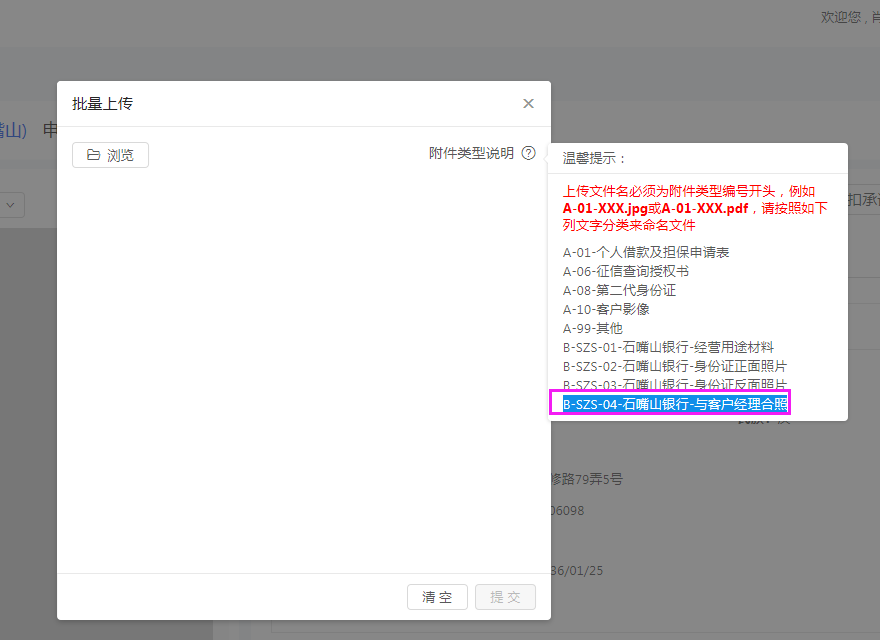 欢迎您，肖
批量上传
嘴山）
申
浏览
附件类型说明
温馨提示：
上传文件名必须为附件类型编号开头，例如
A-01-XXX.jpg或A-01-XXX.pdf，请按照如下
列文字分类来命名文件
扣承诺
A-01-个人借款及担保申请表
A-06-征信查询授权书
A-08-第二代身份证
A-10-客户影像
A-99-其他
B-SZS-01-石嘴山银行-经营用途材料
B-SZS-02-石嘴山银行-身份证正面照片
B-SZS-03-石嘴山银行-身份证反面照片
B-SZS-04-石嘴山银行-与客户经理合照
修路79弄5号
06098
36/01/25
清 空
提 交